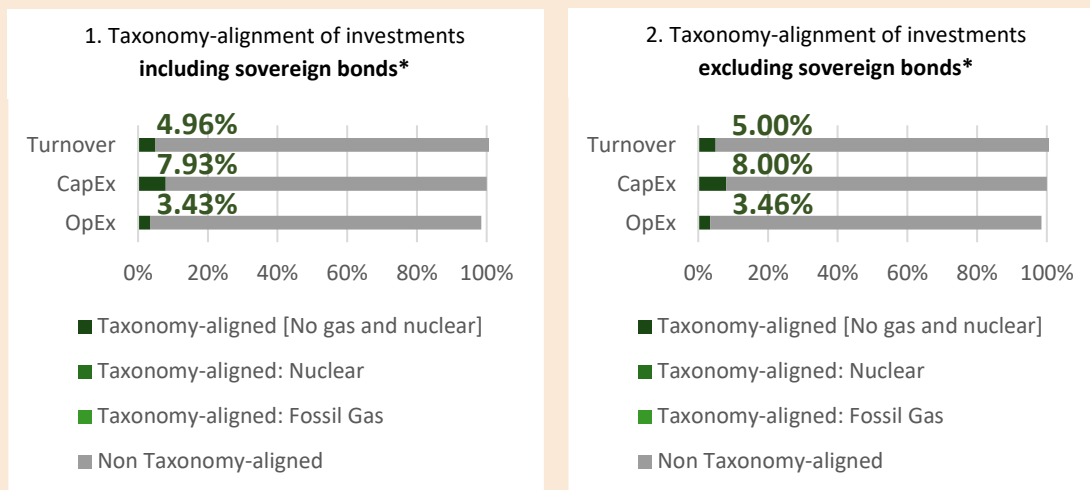 1. Taxonomy-alignment of investments
including sovereign bonds*
4.96%
Turnover
7.93%
CapEx
3.43%
OpEx
0% 20% 40% 60% 80% 100%
Taxonomy-aligned [No gas and nuclear]
Taxonomy-aligned: Nuclear
Taxonomy-aligned: Fossil Gas
Non Taxonomy-aligned
2. Taxonomy-alignment of investments
excluding sovereign bonds*
5.00%
Turnover
8.00%
CapEx
3.46%
OpEx
0% 20% 40% 60% 80% 100%
Taxonomy-aligned [No gas and nuclear]
Taxonomy-aligned: Nuclear
Taxonomy-aligned: Fossil Gas
Non Taxonomy-aligned